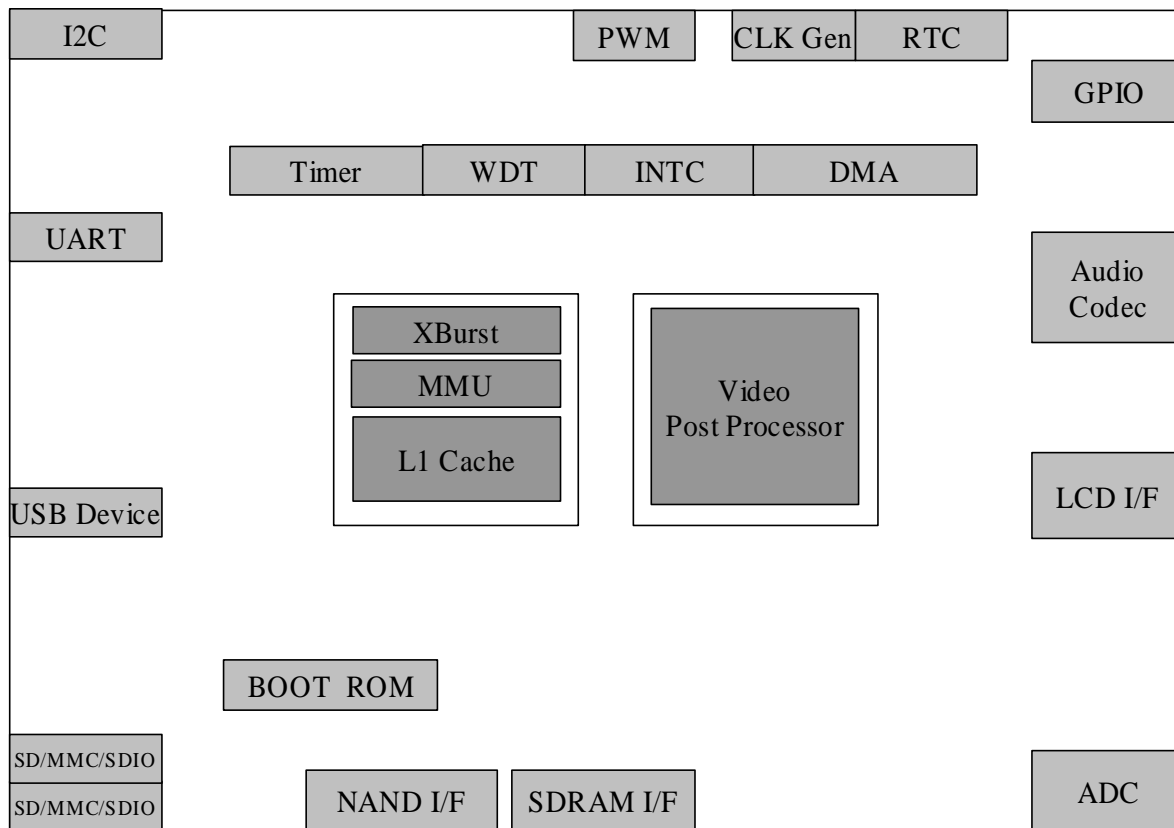 I2C
PWM
CLK Gen
RTC
GPIO
Timer
WDT
INTC
DMA
UART
Audio
Codec
XBurst
MMU
L1 Cache
Video
Post Processor
LCD I/F
USB Device
BOOT ROM
SD/MMC/SDIO
SD/MMC/SDIO
NAND I/F
SDRAM I/F
ADC